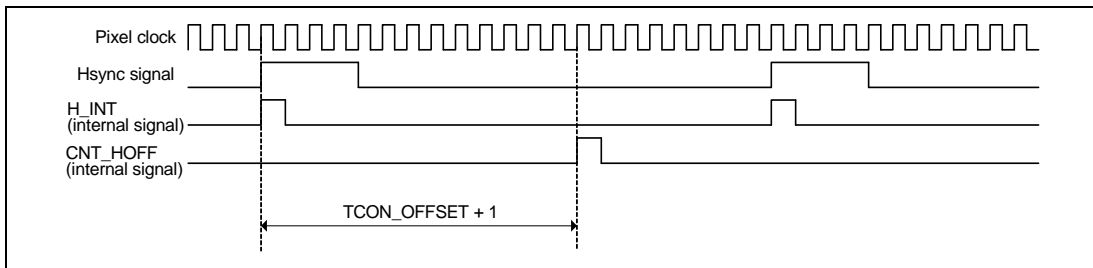 Pixel clock
Hsync signal
H_INT
(internal signal)
CNT_HOFF
(internal signal)
TCON_OFFSET + 1